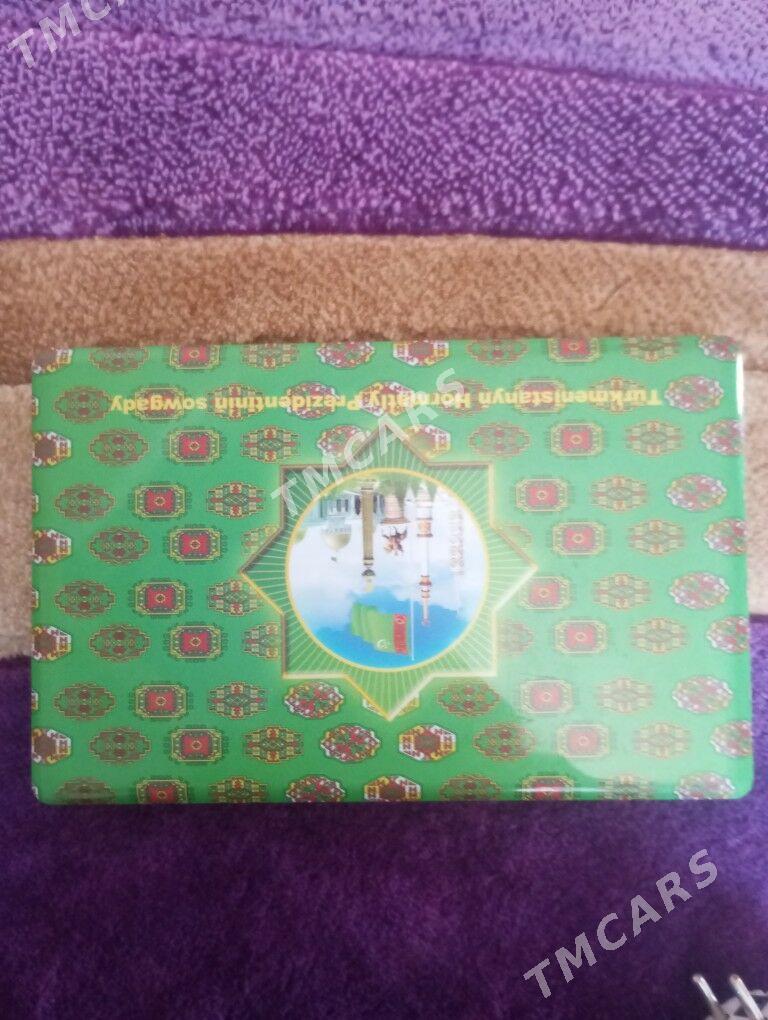 TMCARS
Türkmenistanyň Hormatly Prezidentiniň sowgady
TMCARS
TMCARS